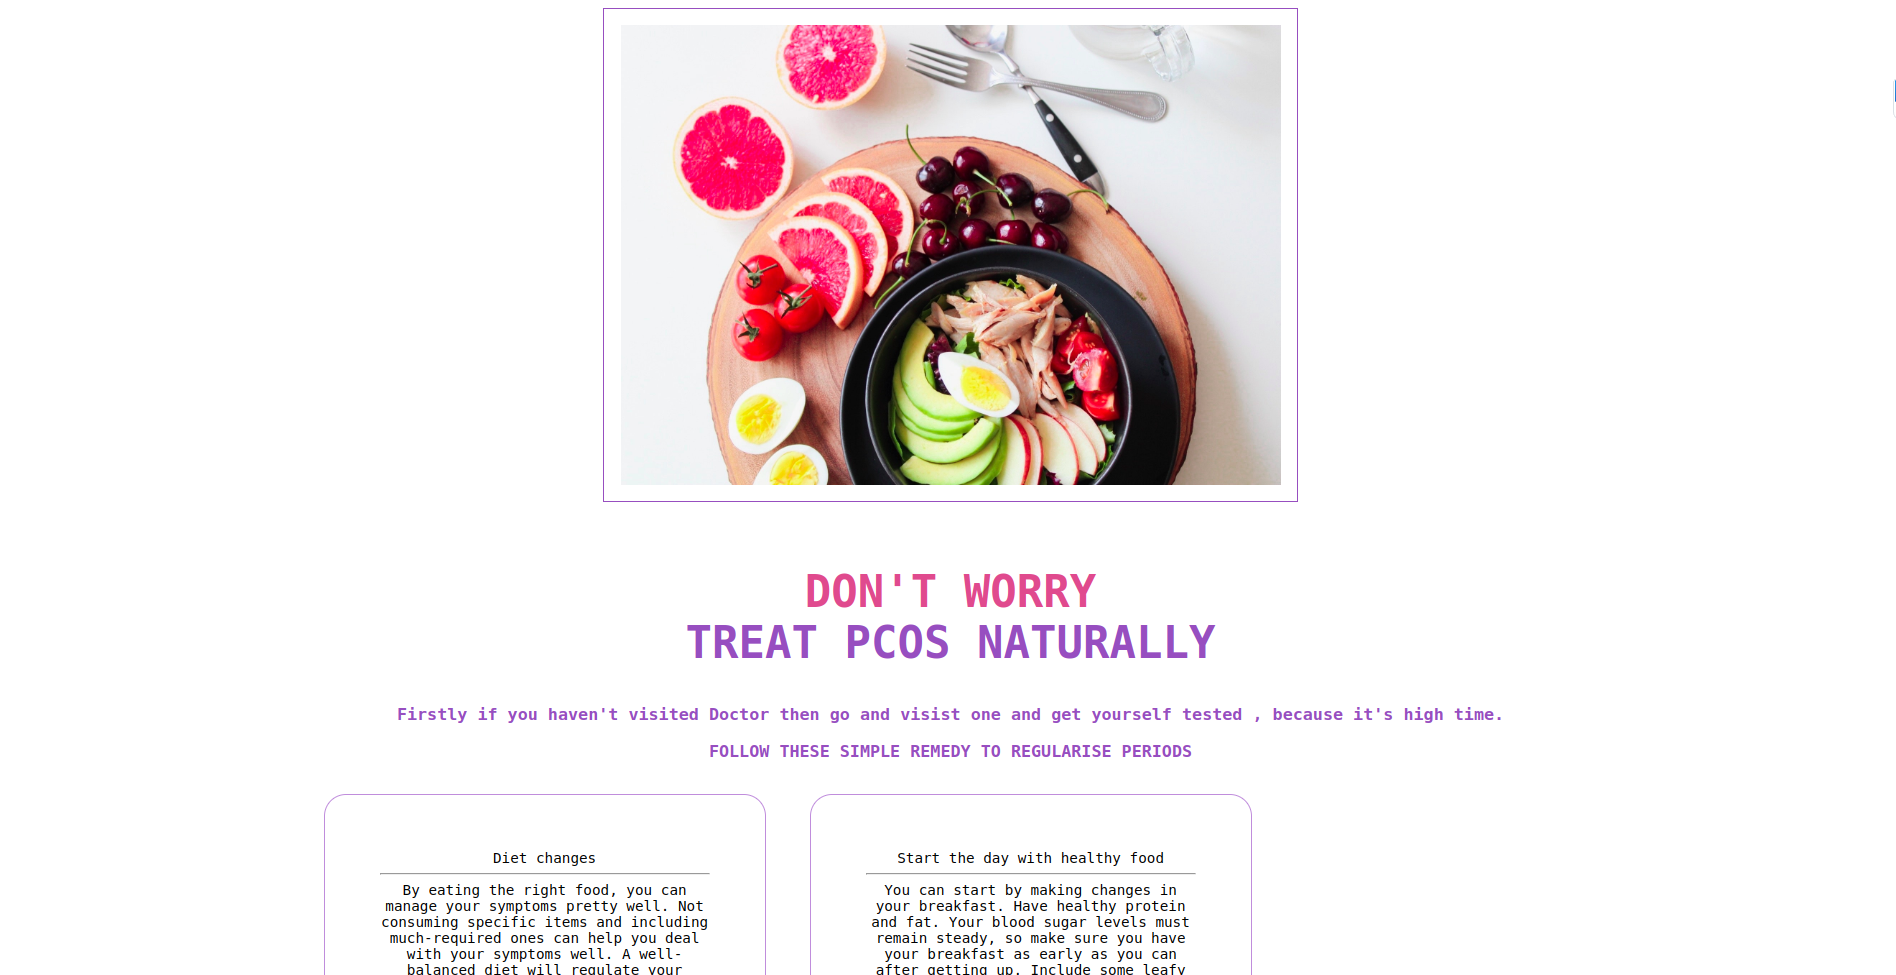 DON'T WORRY
TREAT PCOS NATURALLY
Firstly if you haven't visited Doctor then go and visist one and get yourself tested , because it's high time.
FOLLOW THESE SIMPLE REMEDY TO REGULARISE PERIODS
Diet changes
By eating the right food, you can
manage your symptoms pretty well. Not
consuming specific items and including
much-required ones can help you deal
with your symptoms well. A well-
balanced diet will regulate your
Start the day with healthy food
You can start by making changes in
your breakfast. Have healthy protein
and fat. Your blood sugar levels must
remain steady, so make sure you have
your breakfast as early as you can
after getting up. Include some leafy